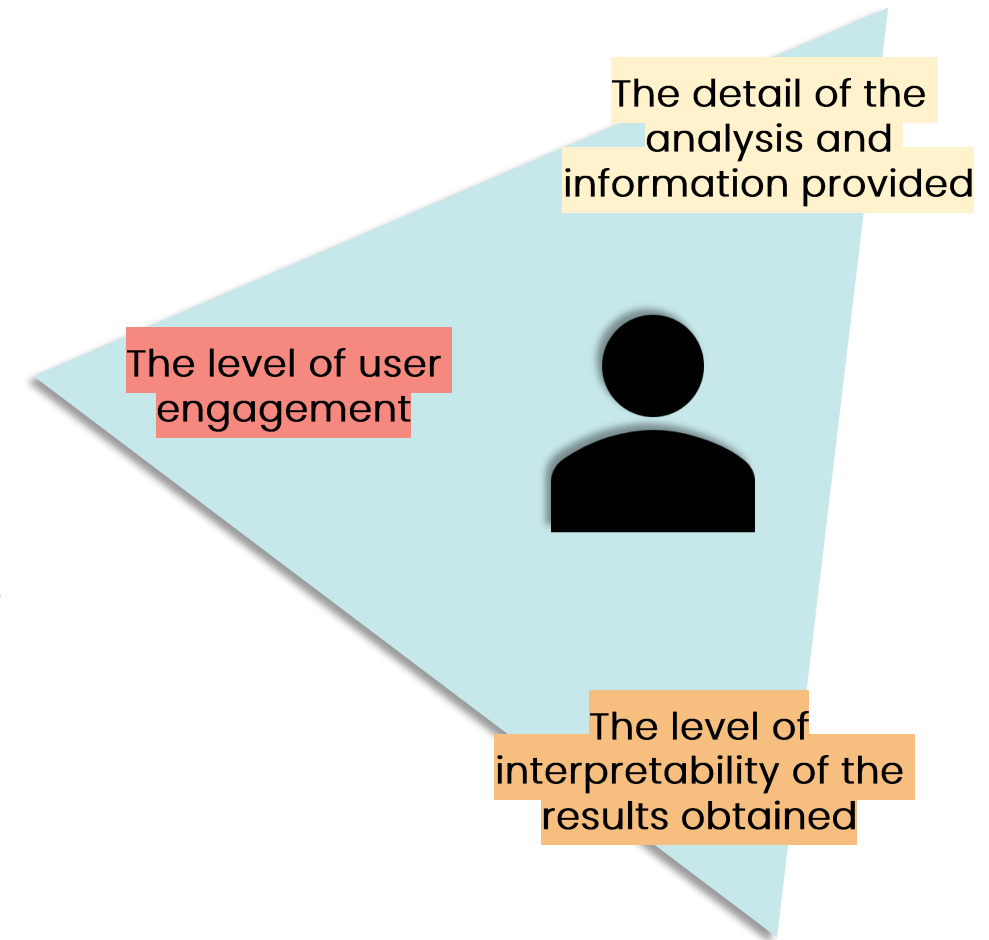 The detail of the
analysis and
information provided
The level of user
engagement
The level of
interpretability of the
results obtained